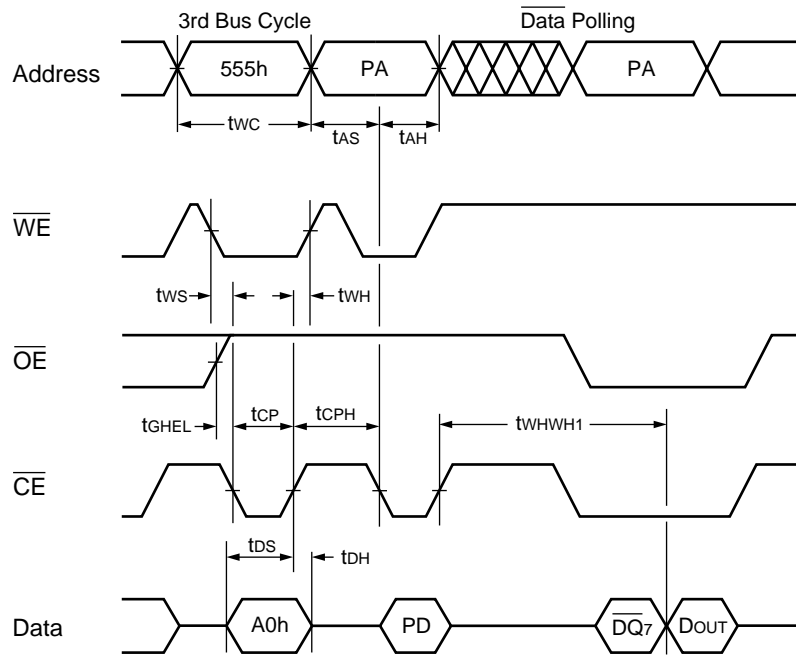 3rd Bus Cycle
Data Polling
Address
555h
PA
PA
tWC
tAS
tAH
WE
tWS
tWH
OE
tGHEL
tCP
tCPH
tWHWH1
CE
tDS
tDH
Data
A0h
PD
DQ7
DOUT